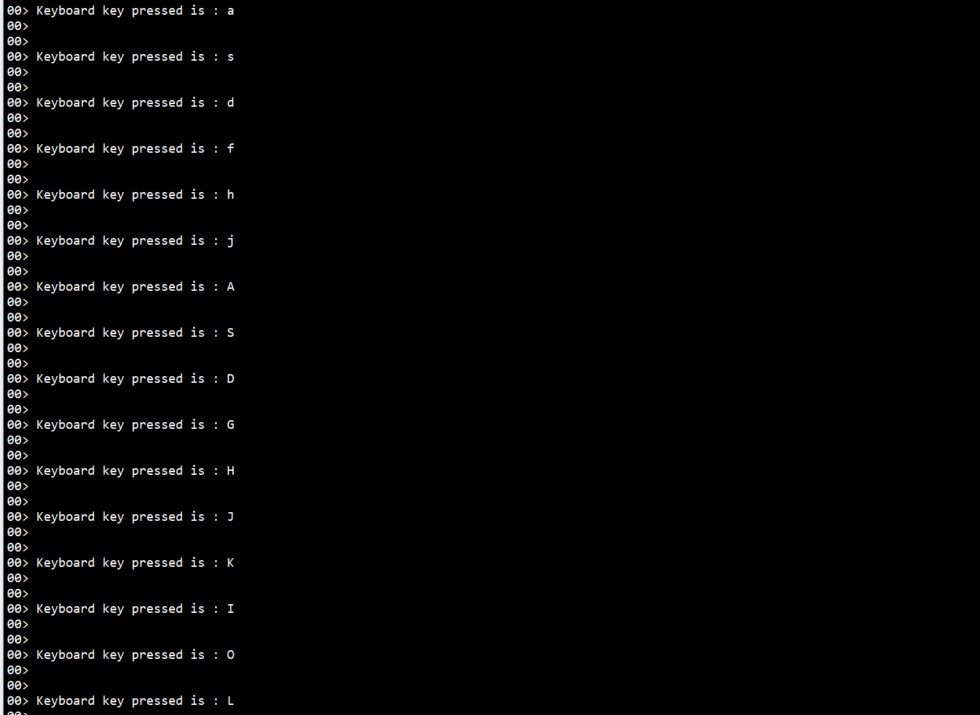 00> Keyboard key pressed is : a
00>
00>
00> Keyboard key pressed is : s
00>
00>
00> Keyboard key pressed is : d
00>
00>
00> Keyboard key pressed is : f
00>
00>
00> Keyboard key pressed is : h
00>
00>
00> Keyboard key pressed is : j
00>
00>
00> Keyboard key pressed is : A
00>
00>
00> Keyboard key pressed is : S
00>
00>
00> Keyboard key pressed is : D
00>
00>
00> Keyboard key pressed is : G
00>
00>
00> Keyboard key pressed is : H
00>
00>
00> Keyboard key pressed is : J
00>
00>
00> Keyboard key pressed is : K
00>
00>
00> Keyboard key pressed is : I
00>
00>
00> Keyboard key pressed is : O
00>
00>
00> Keyboard key pressed is : L